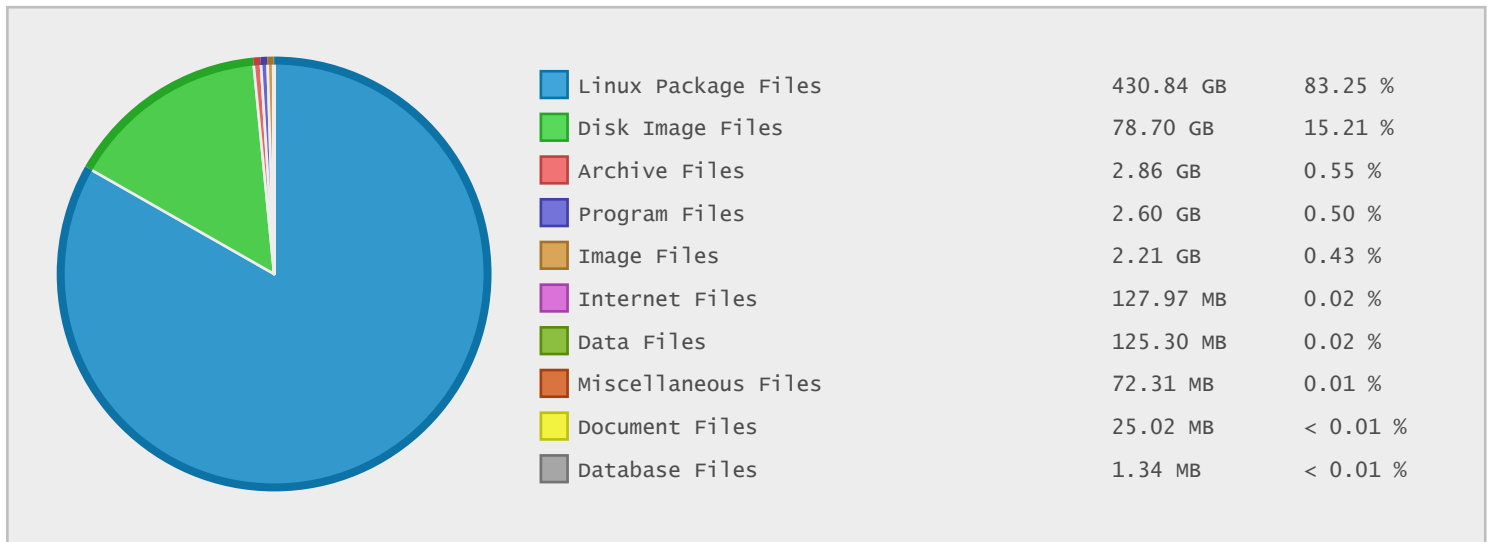 Linux Package Files 430.84 GB 83.25 %
Disk Image Files 78.70 GB 15.21 %
Archive Files 2.86 GB 0.55 %
Program Files 2.60 GB 0.50 %
Image Files 2.21 GB 0.43 %
Internet Files 127.97 MB 0.02 %
Data Files 125.30 MB 0.02 %
Miscellaneous Files 72.31 MB 0.01 %
Document Files 25.02 MB < 0.01 %
Database Files 1.34 MB < 0.01 %